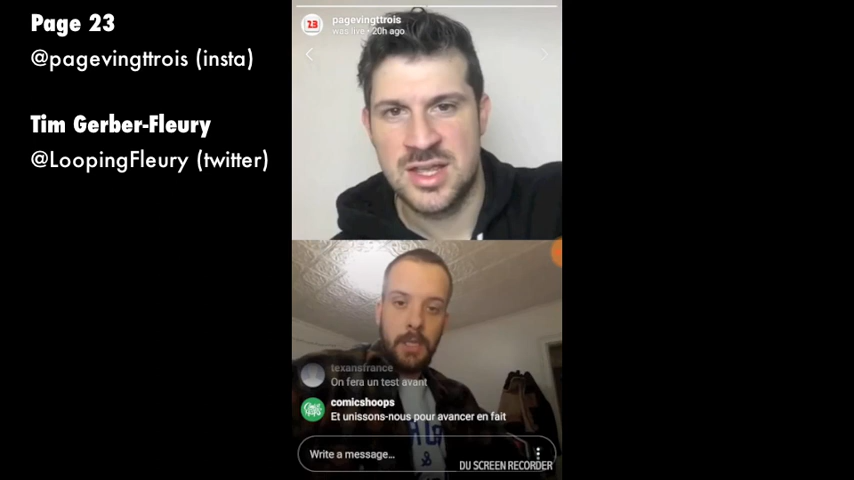 Page 23
@pagevingttrois (insta)
Tim Gerber-Fleury
@LoopingFleury (twitter)
23
pagevingttrois
was live • 20h ago
texansfrance
On fera un test avant
comicshoops
Et unissons-nous pour avancer en fait
Write a message...
DU SCREEN RECORDER